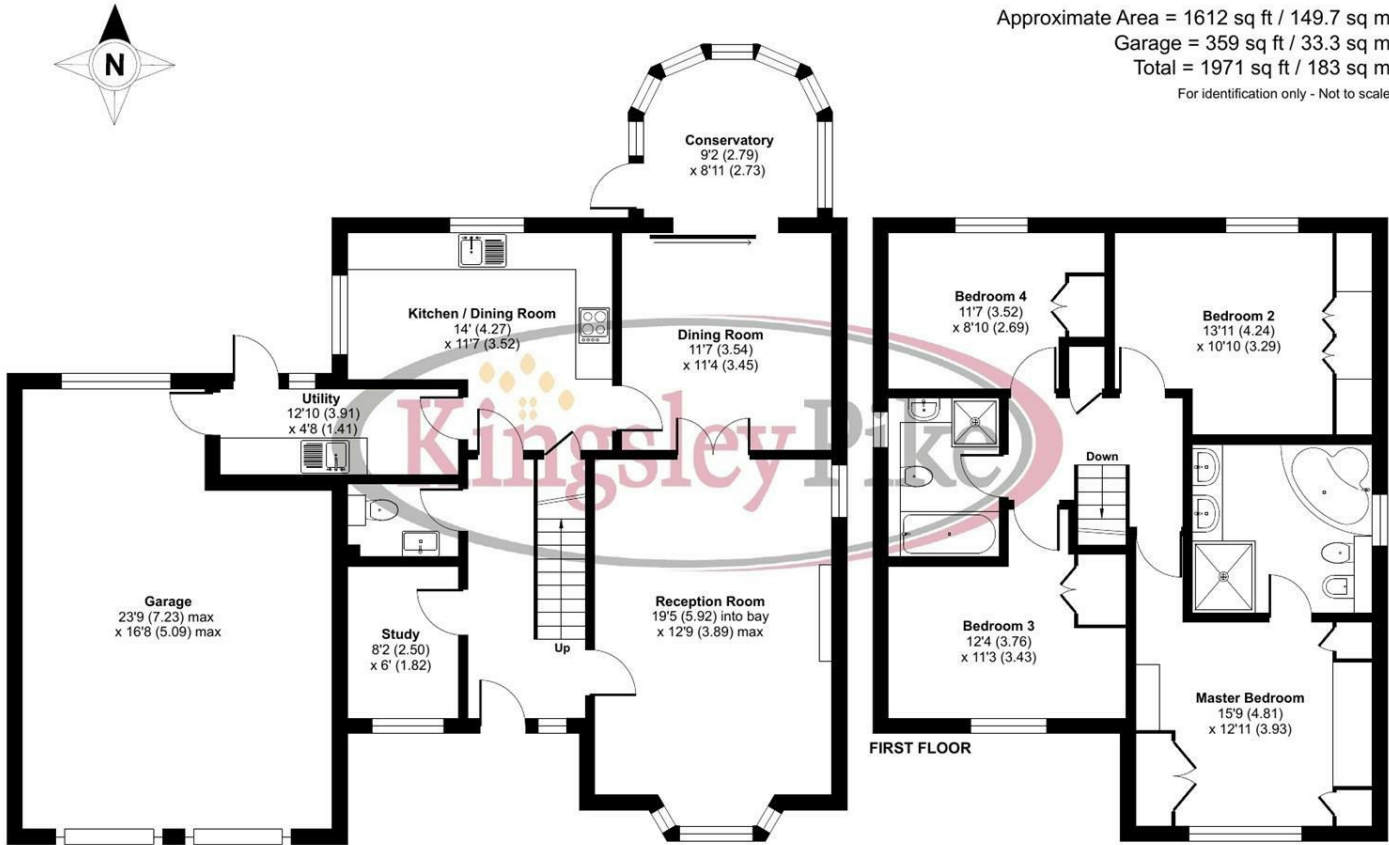 N
Approximate Area = 1612 sq ft / 149.7 sq m
Garage = 359 sq ft / 33.3 sq m
Total = 1971 sq ft / 183 sq m
For identification only - Not to scale
Conservatory
9'2 (2.79)
x 8'11 (2.73)
Kitchen / Dining Room
14' (4.27)
x 11'7 (3.52)
Dining Room
11'7 (3.54)
x 11'4 (3.45)
Utility
12'10 (3.91)
x 4'8 (1.41)
Garage
23'9 (7.23) max
x 16'8 (5.09) max
Study
8'2 (2.50)
x 6' (1.82)
Up
Reception Room
19'5 (5.92) into bay
x 12'9 (3.89) max
Kingsley Pike
Bedroom 4
11'7 (3.52)
x 8'10 (2.69)
Bedroom 2
13'11 (4.24)
x 10'10 (3.29)
Down
Bedroom 3
12'4 (3.76)
x 11'3 (3.43)
Master Bedroom
15'9 (4.81)
x 12'11 (3.93)
FIRST FLOOR